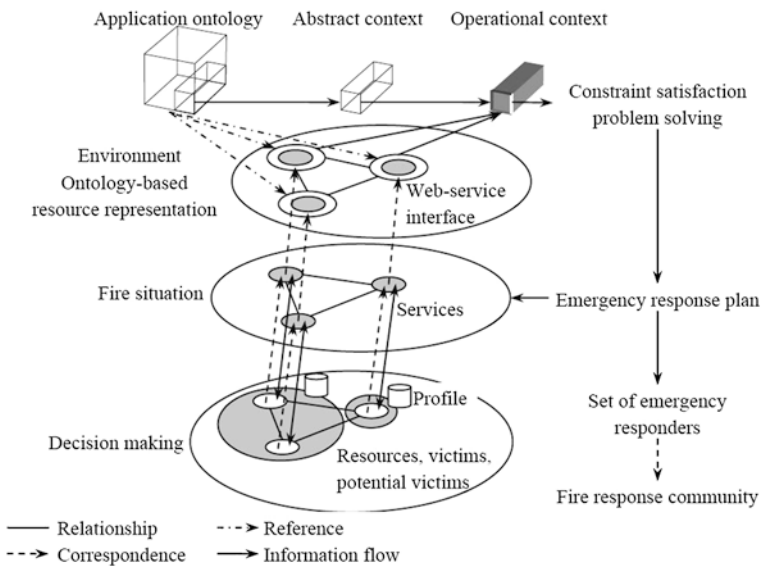 Application ontology
Abstract context
Operational context
Constraint satisfaction
problem solving
Environment
Ontology-based
resource representation
Web-service
interface
Fire situation
Services
Emergency response plan
Profile
Set of emergency
responders
Decision making
Resources, victims,
potential victims
Fire response community
Relationship
Reference
Correspondence
Information flow